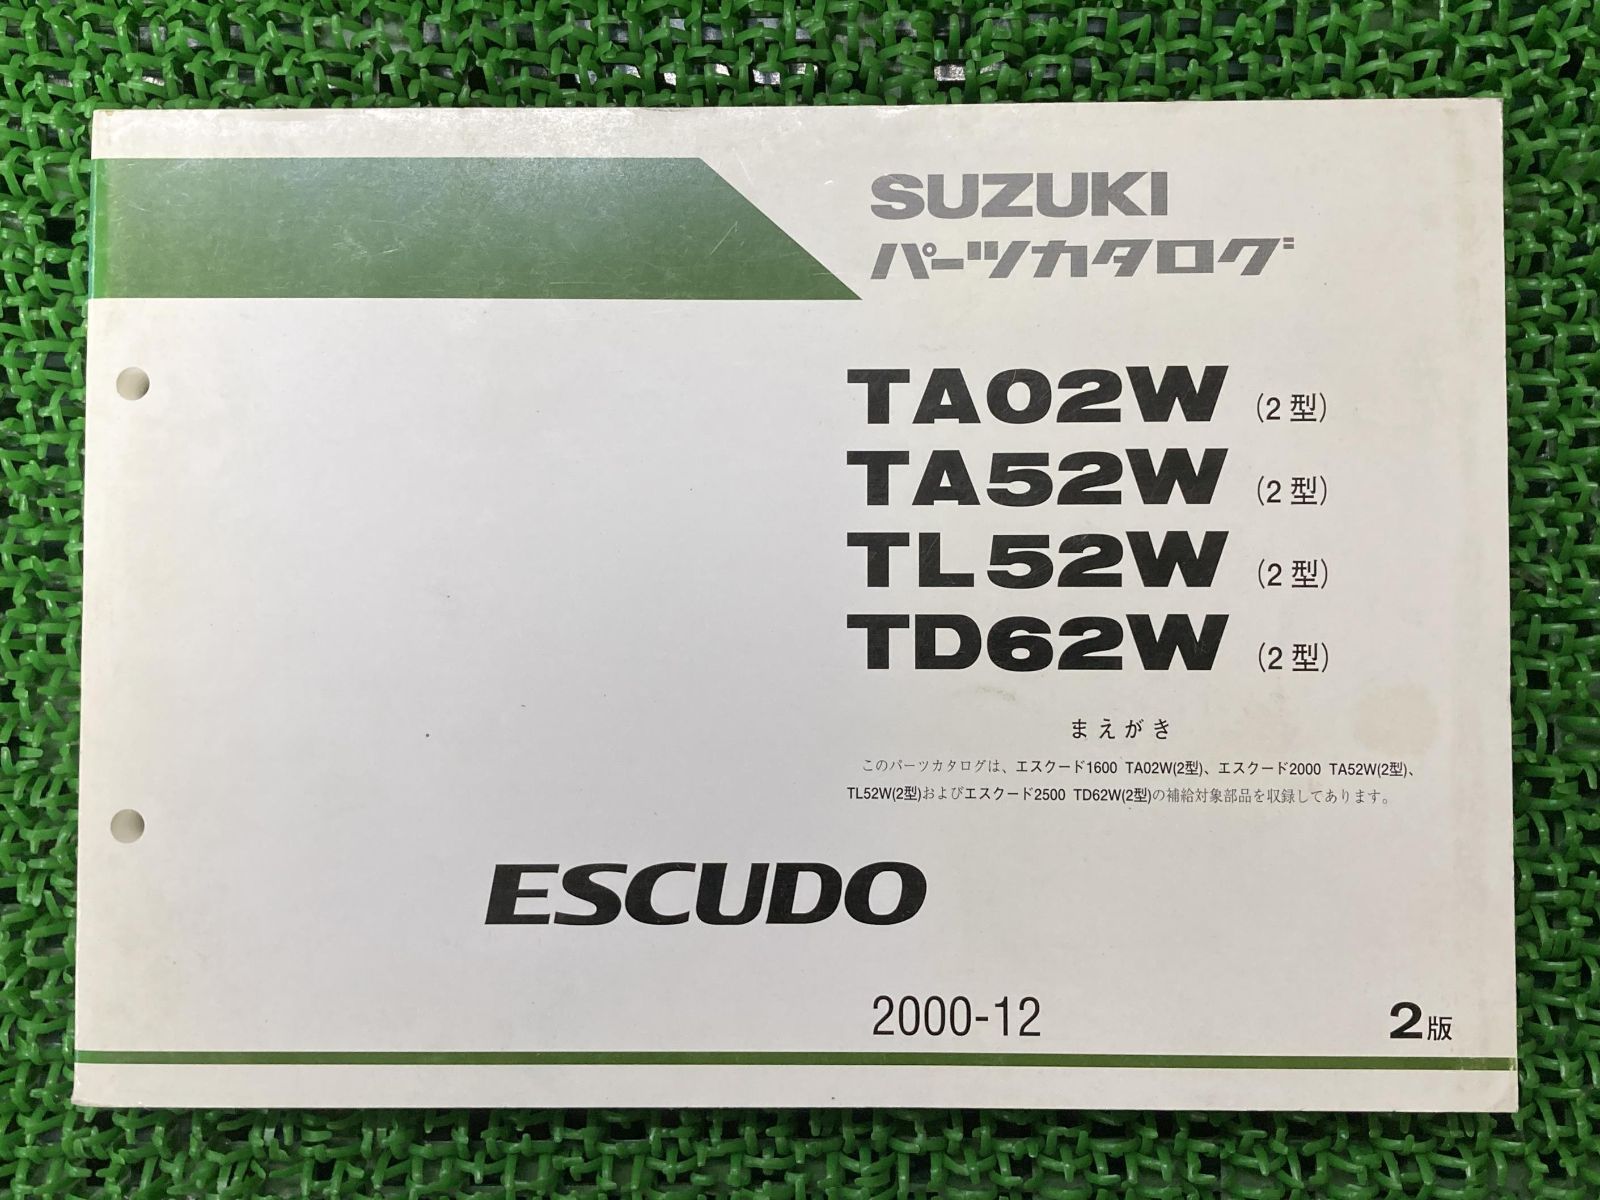 SUZUKI
パーツカタログ
TA02W (2型)
TA52W (2型)
TL52W (2型)
TD62W (2型)
まえがき
このパーツカタログは、エスクード1600 TA02W(2型)、エスクード2000 TA52W(2型)、
TL52W(2型)およびエスクード2500 TD62W(2型)の補給対象部品を収録してあります。
ESCUDO
2000-12
2版